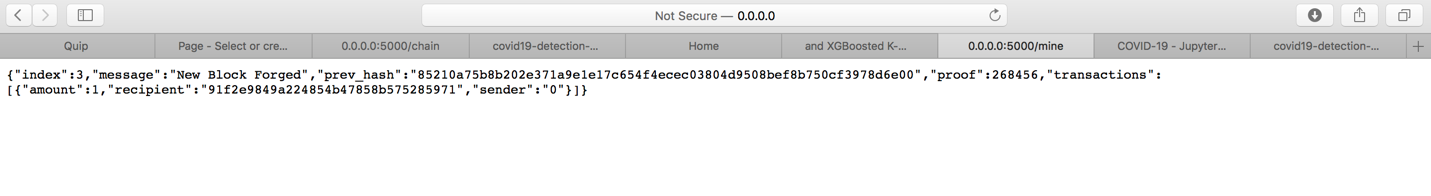 Not Secure — 0.0.0.0
Quip
Page - Select or cre...
0.0.0.0:5000/chain
covid19-detection-...
Home
and XGBoosted K-...
0.0.0.0:5000/mine
COVID-19 - Jupyter...
covid19-detection-...
{"index":3,"message":"New Block Forged","prev_hash":"85210a75b8b202e371a9e1e17c654f4ecec03804d9508bef8b750cf3978d6e00","proof":268456,"transactions":
[{"amount":1,"recipient":"91f2e9849a224854b47858b575285971","sender":"0"}]}